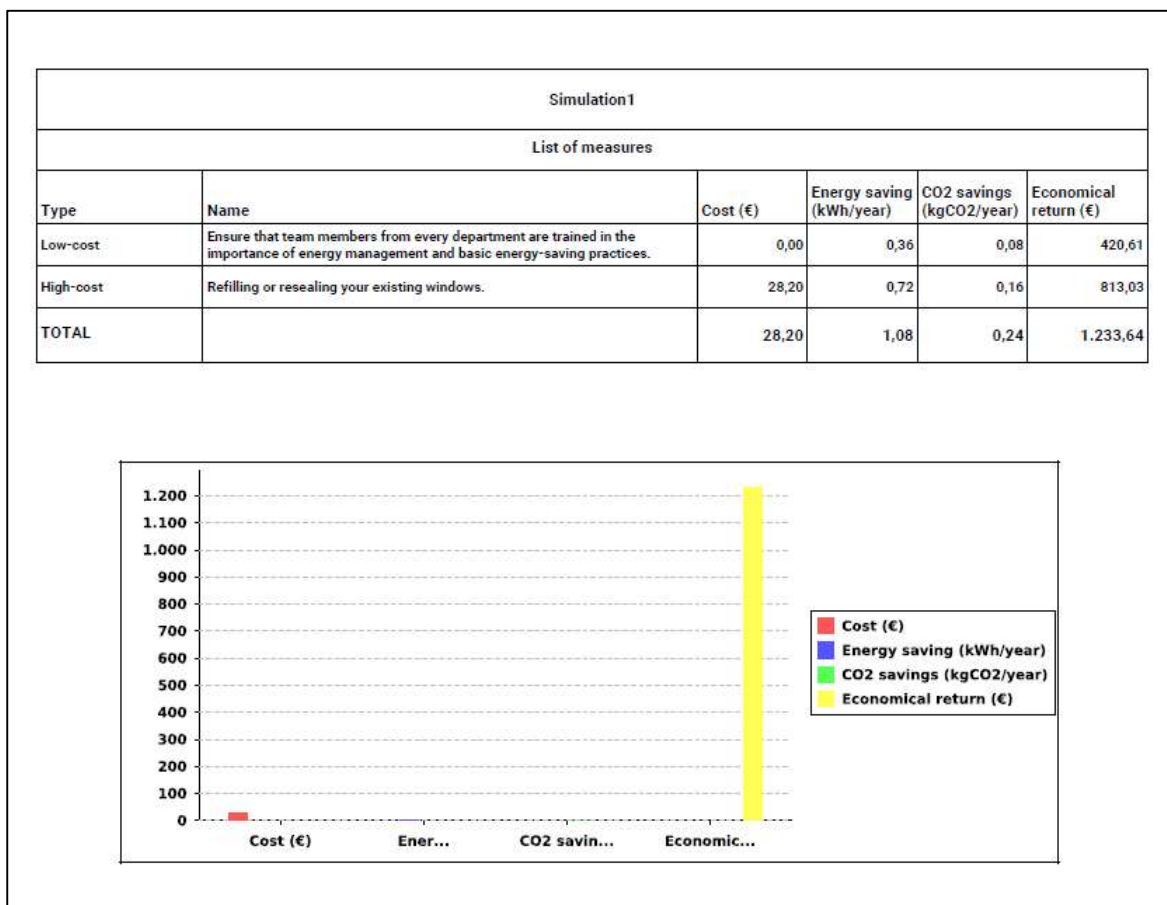 Simulation1
List of measures
Type Name Cost (€) Energy saving (kWh/year) CO2 savings (kgCO2/year) Economical return (€)
Low-cost Ensure that team members from every department are trained in the importance of energy management and basic energy-saving practices. 0,00 0,36 0,08 420,61
High-cost Refilling or resealing your existing windows. 28,20 0,72 0,16 813,03
TOTAL 28,20 1,08 0,24 1.233,64
1.200
1.100
1.000
900
800
700
600
500
400
300
200
100
0
Cost (€) Ener... CO2 savin... Economic...
Cost (€)
Energy saving (kWh/year)
CO2 savings (kgCO2/year)
Economical return (€)